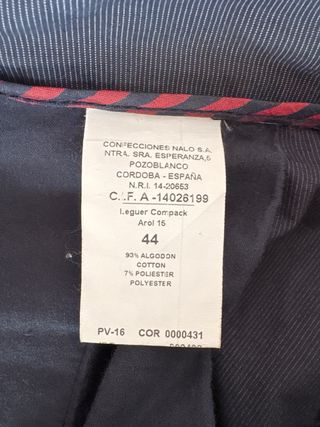 CONFECCIONES NALO S.A.
NTRA. SRA. ESPERANZA,6
POZOBLANCO
CORDOBA - ESPAÑA
N.R.I. 14-20653
C.I.F. A -14026199
Leguer Compack
Arol 16
44
93% ALGODON
COTTON
7% POLIESTER
POLYESTER
PV-16 COR 0000431